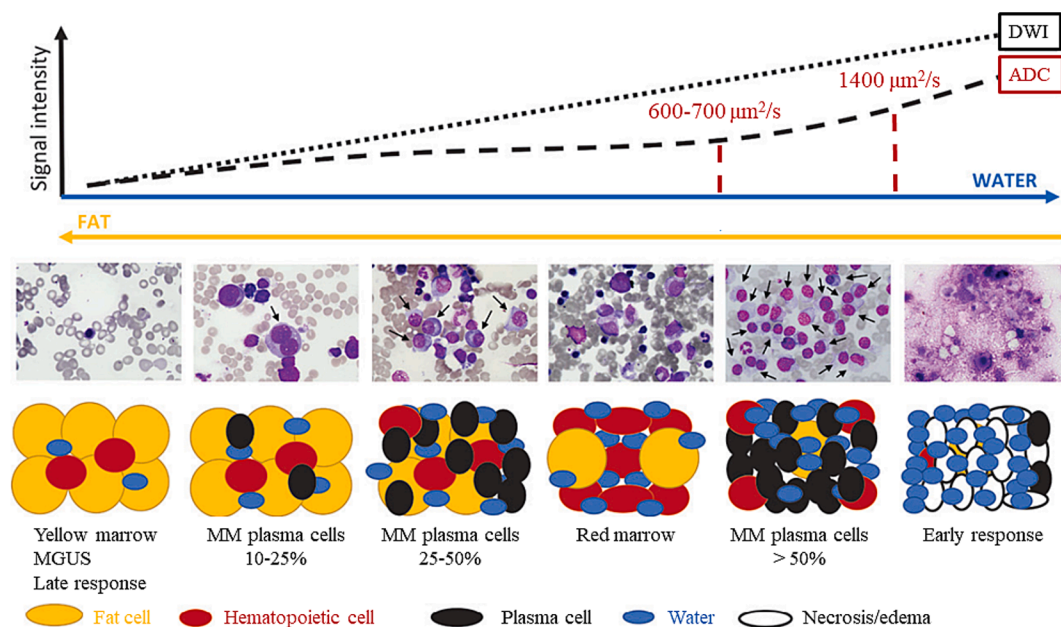 DWI
ADC
1400 μm²/s
600-700 μm²/s
Signal intensity
WATER
FAT
Yellow marrow
MGUS
Late response
MM plasma cells
10-25%
MM plasma cells
25-50%
Red marrow
MM plasma cells
> 50%
Early response
Fat cell
Hematopoietic cell
Plasma cell
Water
Necrosis/edema